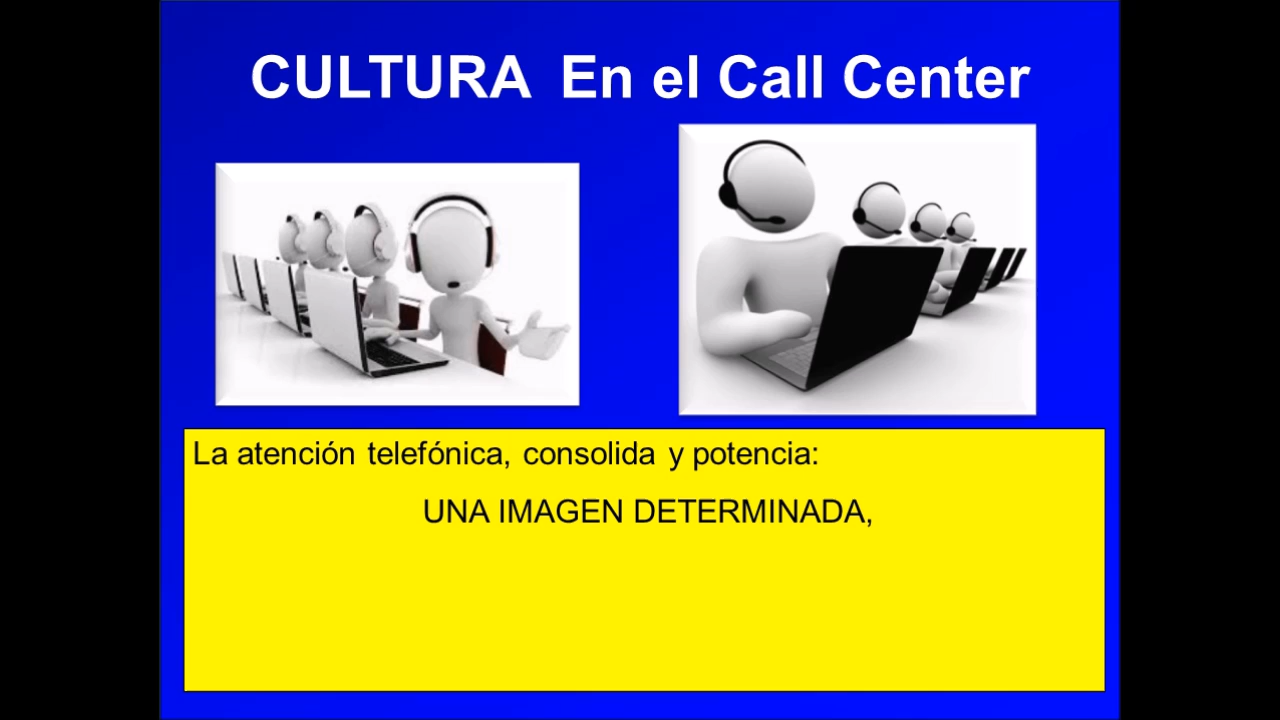 CULTURA En el Call Center
La atención telefónica, consolida y potencia:
UNA IMAGEN DETERMINADA,